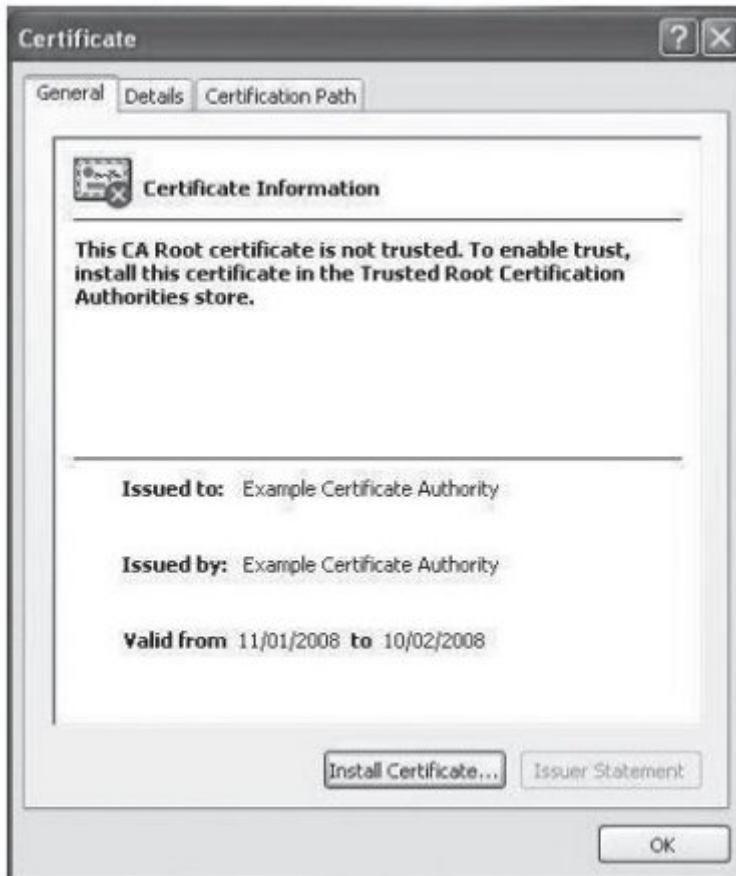 Certificate
General Details Certification Path
Certificate Information
This CA Root certificate is not trusted. To enable trust,
install this certificate in the Trusted Root Certification
Authorities store.
Issued to: Example Certificate Authority
Issued by: Example Certificate Authority
Valid from 11/01/2008 to 10/02/2008
Install Certificate... Issuer Statement
OK